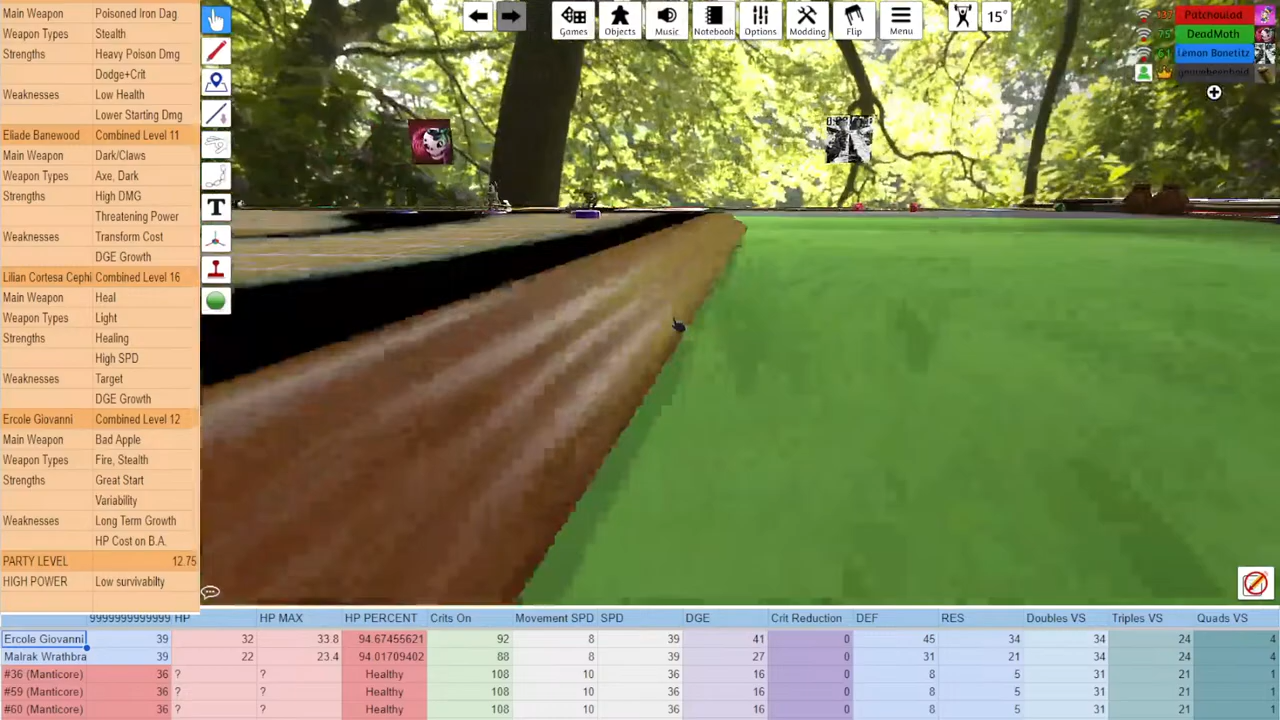 Main Weapon Poisoned Iron Dag
Weapon Types Stealth
Strengths Heavy Poison Dmg
Dodge+Crit
Weaknesses Low Health
Lower Starting Dmg
Eliade Banewood Combined Level 11
Main Weapon Dark/Claws
Weapon Types Axe, Dark
Strengths High DMG
Threatening Power
Weaknesses Transform Cost
DGE Growth
Lilian Cortesa Cephi Combined Level 16
Main Weapon Heal
Weapon Types Light
Strengths Healing
High SPD
Weaknesses Target
DGE Growth
Ercole Giovanni Combined Level 12
Main Weapon Bad Apple
Weapon Types Fire, Stealth
Strengths Great Start
Variability
Weaknesses Long Term Growth
HP Cost on B.A.
PARTY LEVEL 12.75
HIGH POWER Low survivabilty
Games Objects Music Notebook Options Modding Flip Menu 15°
T
Patchoulad
75 DeadMoth
Lemon Bonetitz
9999999999999 HP HP MAX HP PERCENT Crits On Movement SPD SPD DGE Crit Reduction DEF RES Doubles VS Triples VS Quads VS
Ercole Giovanni 39 32 33.8 94.67455621 92 8 39 41 0 45 34 34 24 4
Malrak Wrathbra 39 22 23.4 94.01709402 88 8 39 27 0 31 21 34 24 4
#36 (Manticore) 36 ? ? Healthy 108 10 36 16 0 8 5 31 21 1
#59 (Manticore) 36 ? ? Healthy 108 10 36 16 0 8 5 31 21 1
#60 (Manticore) 36 ? ? Healthy 108 10 36 16 0 8 5 31 21 1